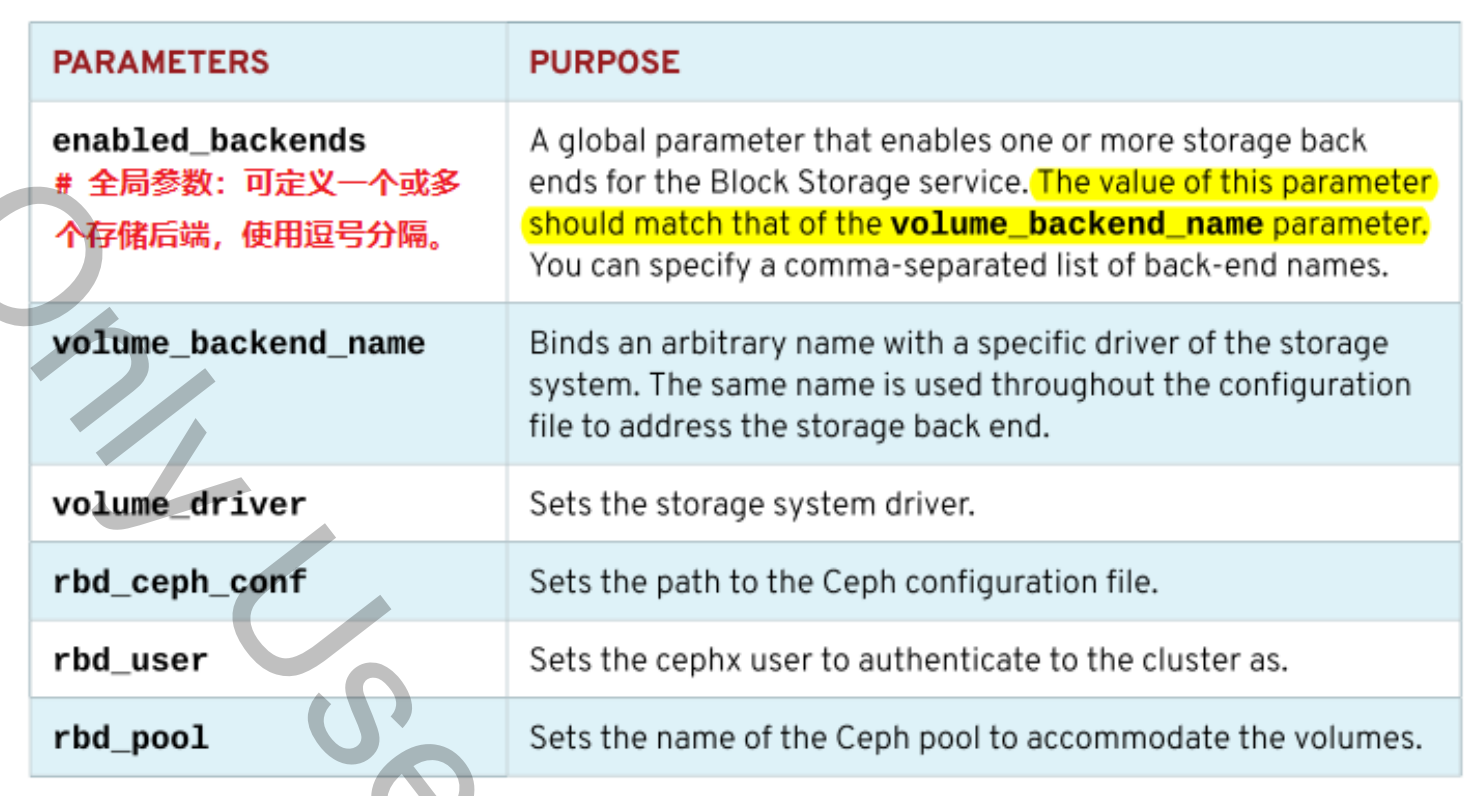 PARAMETERS
PURPOSE
enabled_backends
# 全局参数：可定义一个或多
个存储后端，使用逗号分隔。
A global parameter that enables one or more storage back
ends for the Block Storage service. The value of this parameter
should match that of the volume_backend_name parameter.
You can specify a comma-separated list of back-end names.
volume_backend_name
Binds an arbitrary name with a specific driver of the storage
system. The same name is used throughout the configuration
file to address the storage back end.
volume_driver
Sets the storage system driver.
rbd_ceph_conf
Sets the path to the Ceph configuration file.
rbd_user
Sets the cephx user to authenticate to the cluster as.
rbd_pool
Sets the name of the Ceph pool to accommodate the volumes.
Only Use